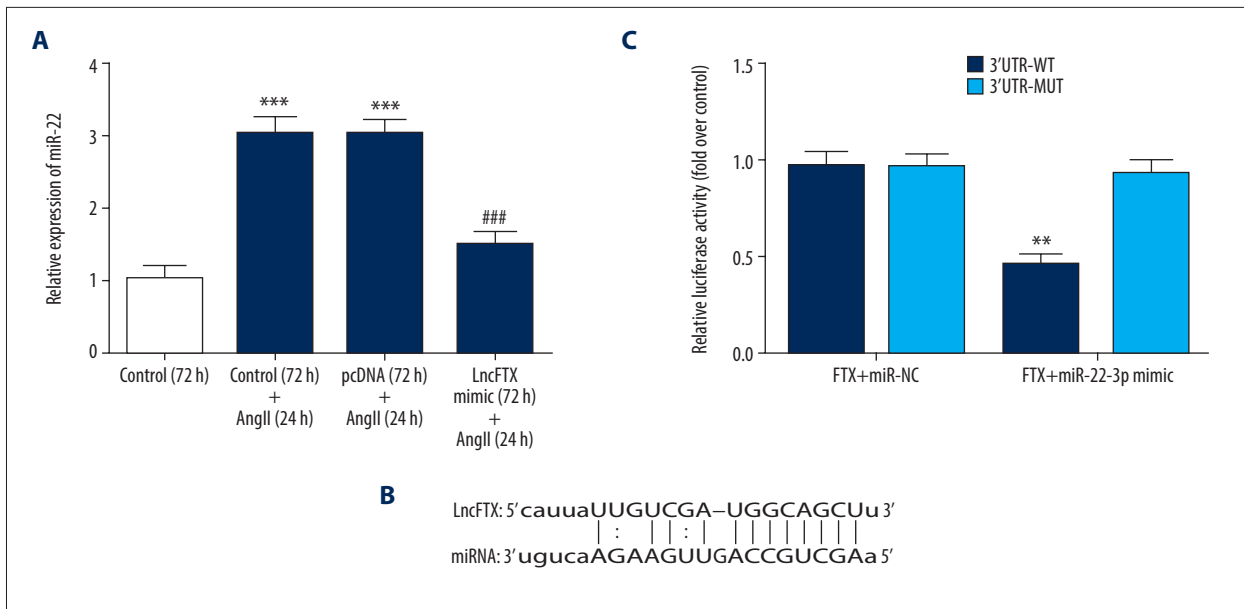 A
Relative expression of miR-22
4
3
2
1
0
***
***
###
Control (72 h)
Control (72 h)
+
AngII (24 h)
pcDNA (72 h)
+
AngII (24 h)
LncFTX
mimic (72 h)
+
AngII (24 h)
C
Relative luciferase activity (fold over control)
1.5
1.0
0.5
0.0
3’UTR-WT
3’UTR-MUT
**
FTX+miR-NC
FTX+miR-22-3p mimic
B
LncFTX: 5’ cauuaUUGUCGA–UGGCAGCUu 3’
| : | | : | | | | | | | | |
miRNA: 3’ ugucaAGAAGUUGACCGUCGAa 5’